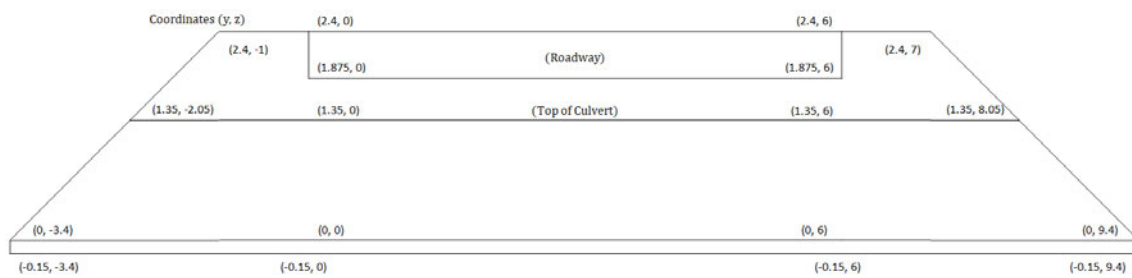 Coordinates (y, z) (2.4, 0) (2.4, 6)
(2.4, -1) (Roadway) (2.4, 7)
(1.875, 0) (1.875, 6)
(1.35, -2.05) (1.35, 0) (Top of Culvert) (1.35, 6) (1.35, 8.05)
(0, -3.4) (0, 0) (0, 6) (0, 9.4)
(-0.15, -3.4) (-0.15, 0) (-0.15, 6) (-0.15, 9.4)